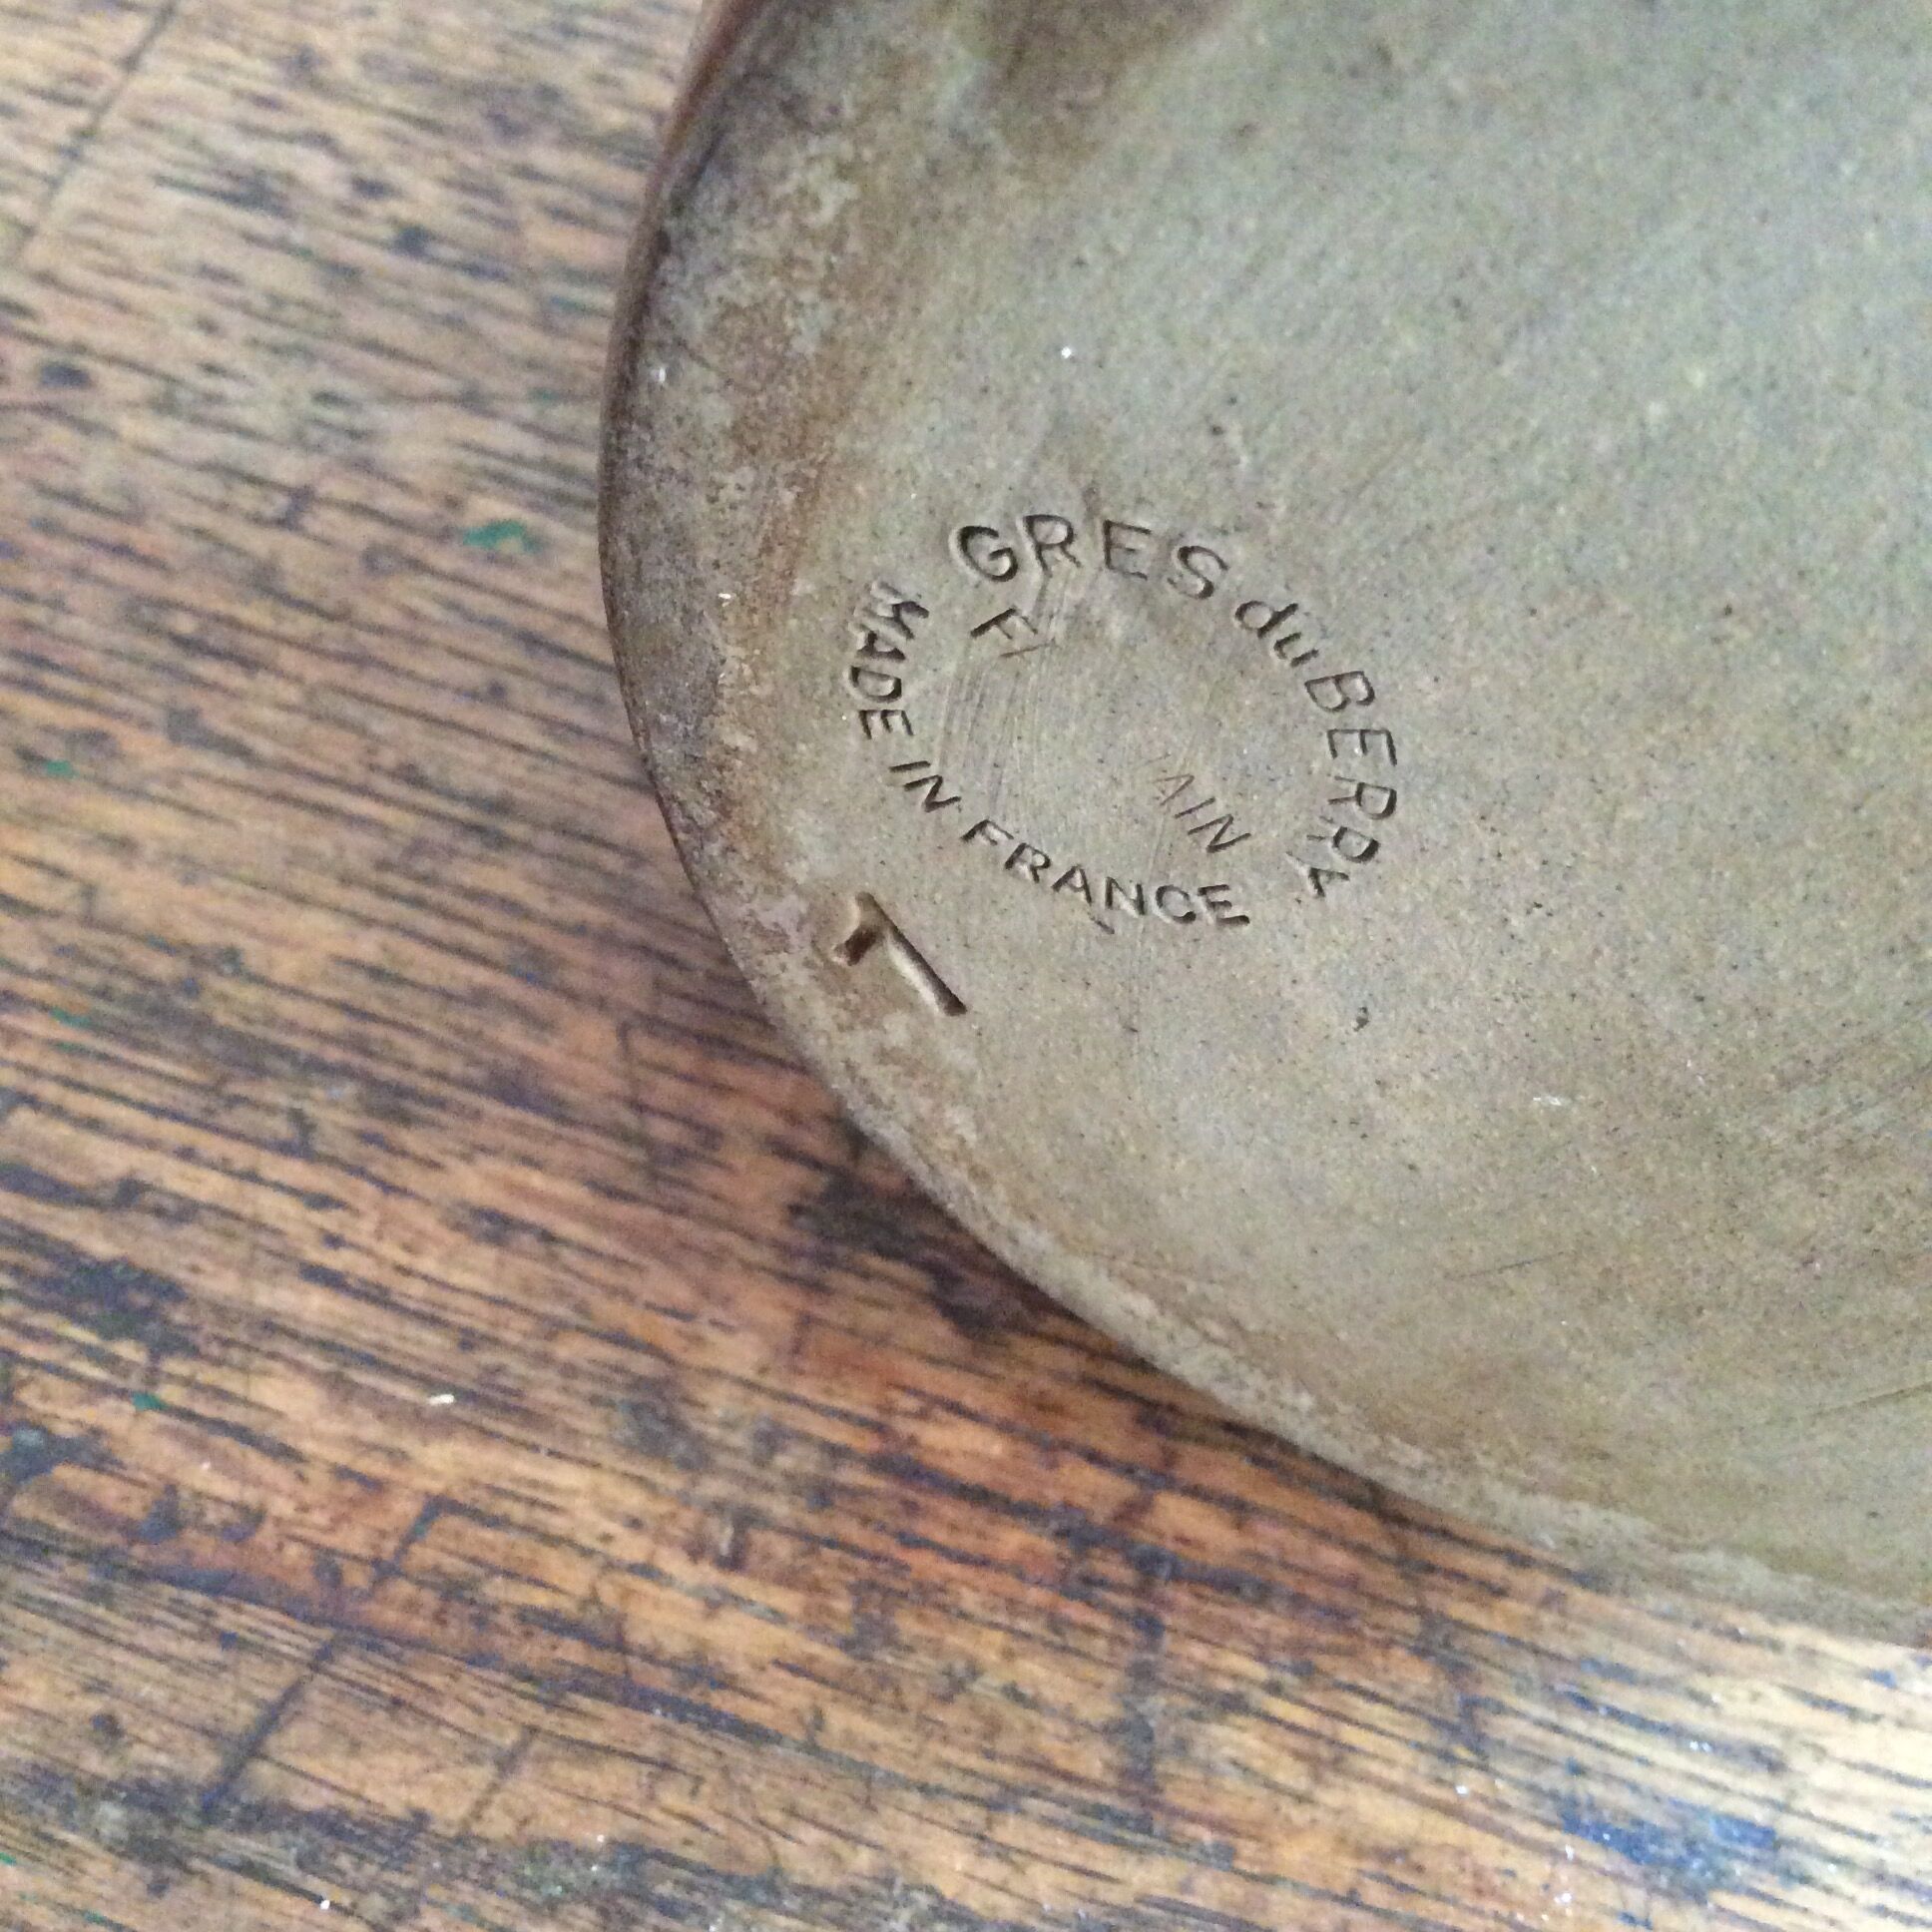 GRES du BERRY
MADE IN FRANCE
1